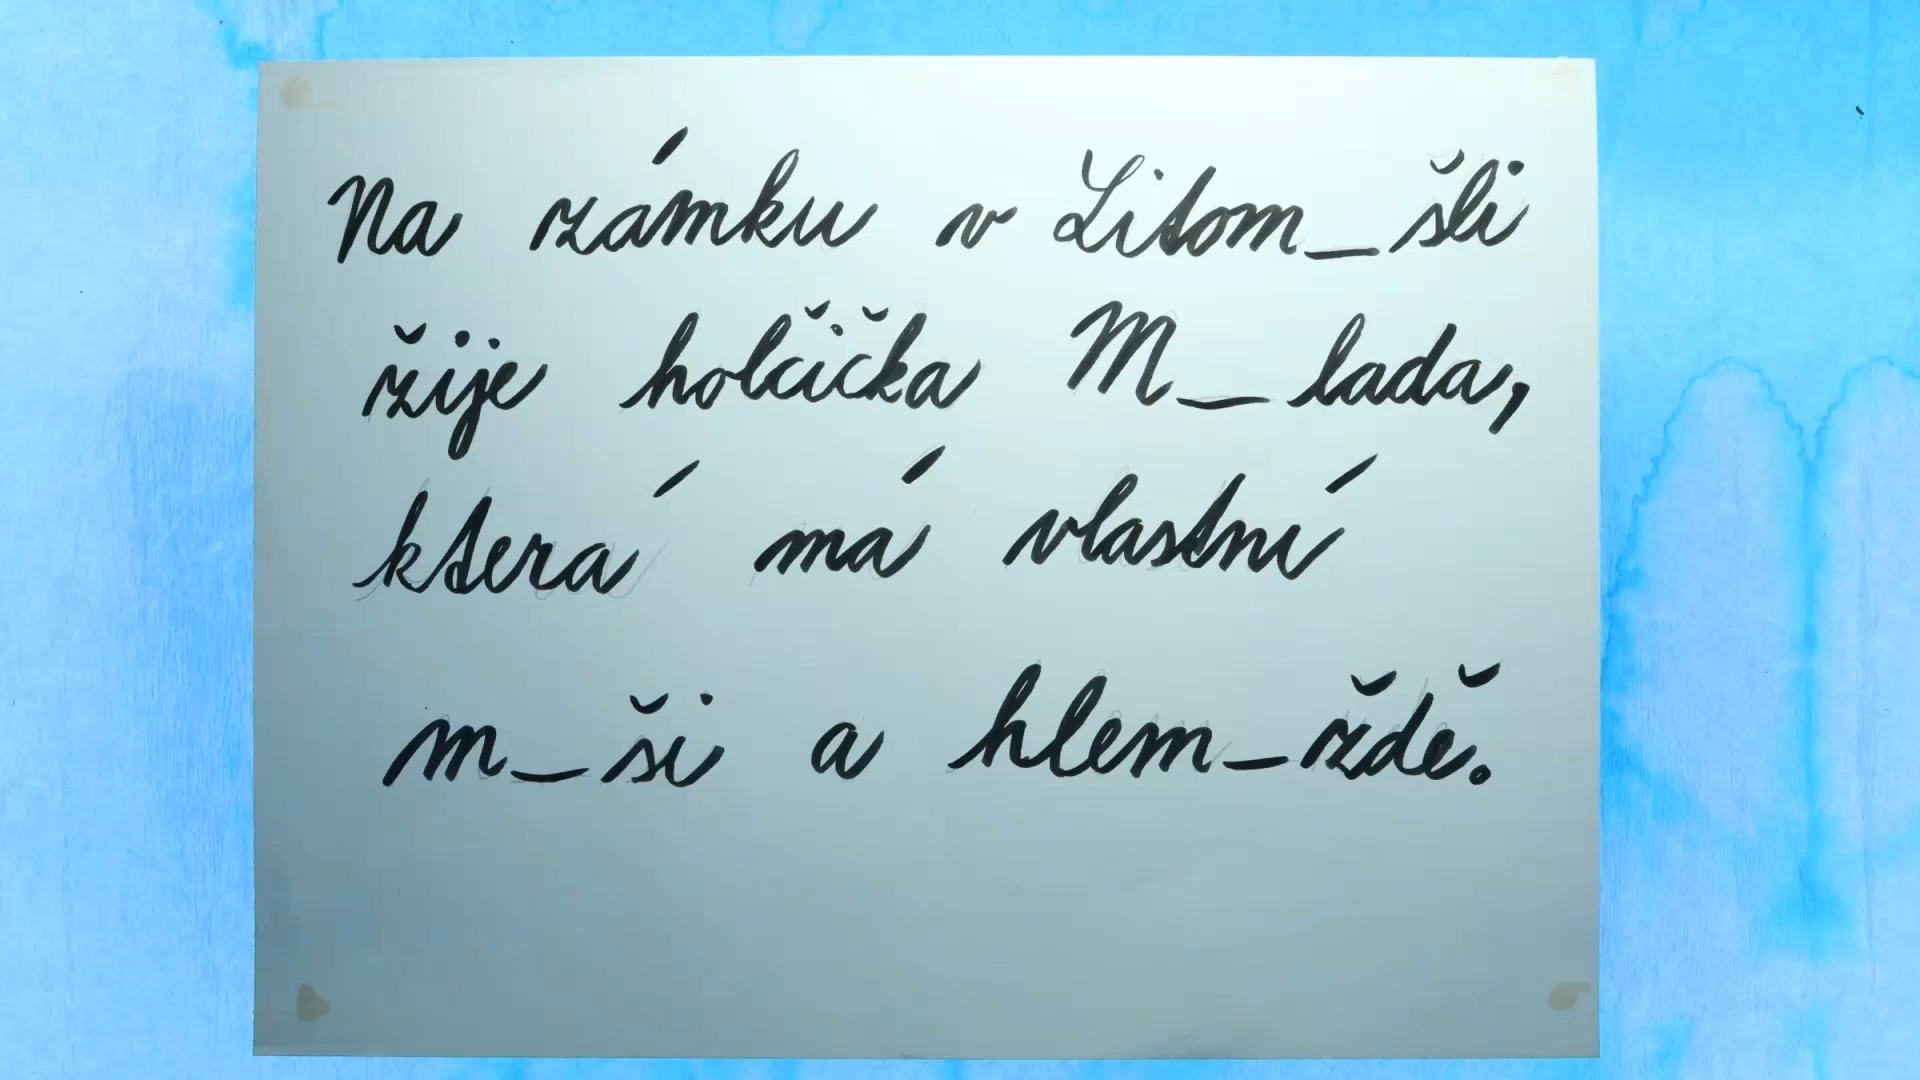 Na zámku v Litom_šli
žije holčička M_lada,
která má vlastní
m_ši a hlem_ždě.